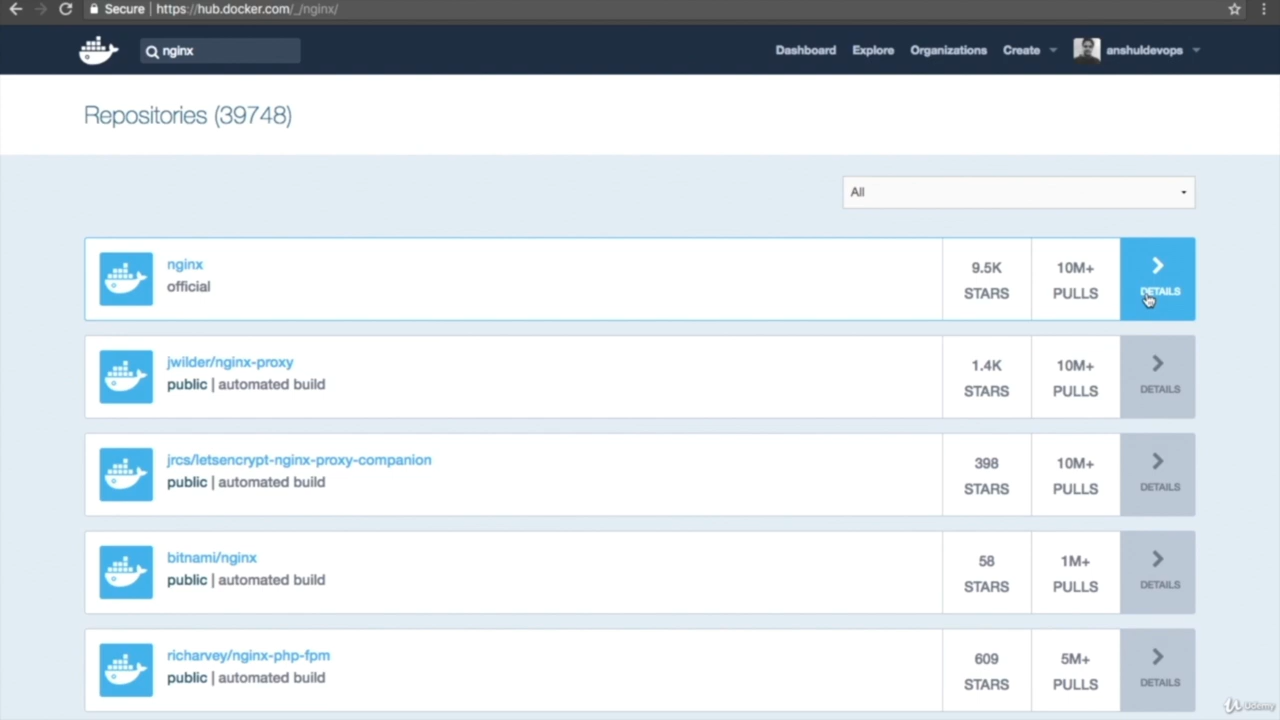 Secure | https://hub.docker.com/_/nginx/
nginx
Dashboard Explore Organizations Create anshuldevops
Repositories (39748)
All
nginx
official
9.5K
STARS
10M+
PULLS
DETAILS
jwilder/nginx-proxy
public | automated build
1.4K
STARS
10M+
PULLS
DETAILS
jrcs/letsencrypt-nginx-proxy-companion
public | automated build
398
STARS
10M+
PULLS
DETAILS
bitnami/nginx
public | automated build
58
STARS
1M+
PULLS
DETAILS
richarvey/nginx-php-fpm
public | automated build
609
STARS
5M+
PULLS
DETAILS
Udemy